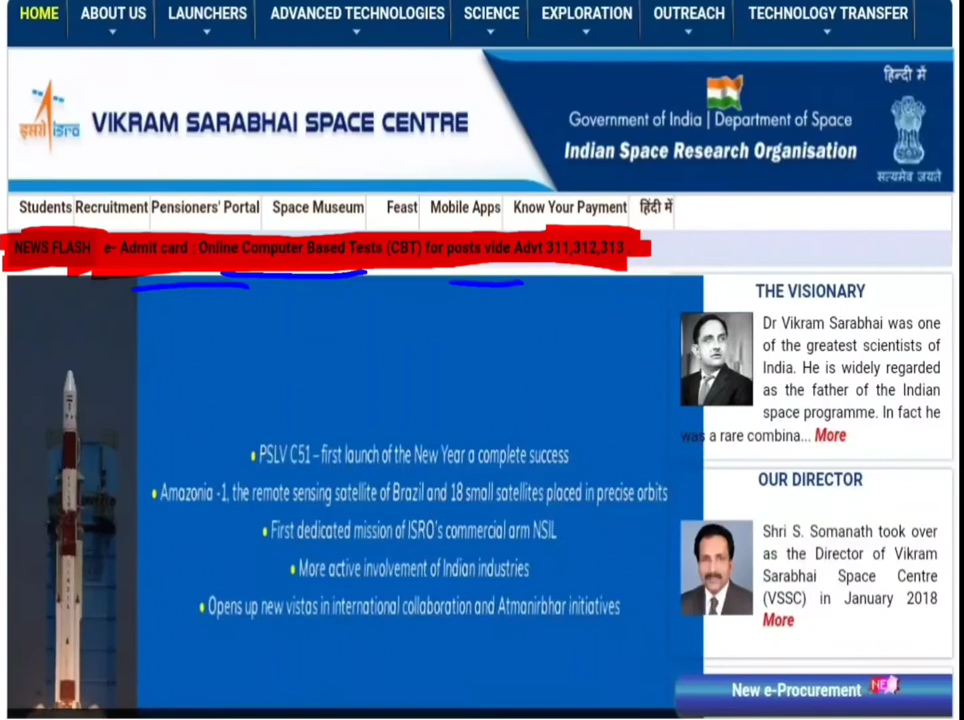 HOME ABOUT US LAUNCHERS ADVANCED TECHNOLOGIES SCIENCE EXPLORATION OUTREACH TECHNOLOGY TRANSFER
हिन्दी में
इसरो isro
VIKRAM SARABHAI SPACE CENTRE
Government of India | Department of Space
Indian Space Research Organisation
सत्यमेव जयते
Students Recruitment Pensioners' Portal Space Museum Feast Mobile Apps Know Your Payment हिंदी में
NEWS FLASH e- Admit card : Online Computer Based Tests (CBT) for posts vide Advt 311,312,313
PSLV C51 – first launch of the New Year a complete success
Amazonia -1, the remote sensing satellite of Brazil and 18 small satellites placed in precise orbits
First dedicated mission of ISRO's commercial arm NSIL
More active involvement of Indian industries
Opens up new vistas in international collaboration and Atmanirbhar initiatives
THE VISIONARY
Dr Vikram Sarabhai was one
of the greatest scientists of
India. He is widely regarded
as the father of the Indian
space programme. In fact he
was a rare combina... More
OUR DIRECTOR
Shri S. Somanath took over
as the Director of Vikram
Sarabhai Space Centre
(VSSC) in January 2018
More
New e-Procurement NEW